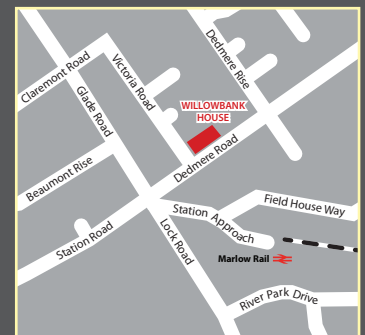 Dedmere Rise
Claremont Road
Victoria Road
Glade Road
WILLOWBANK
HOUSE
Dedmere Road
Beaumont Rise
Station Road
Station Approach
Field House Way
Lock Road
Marlow Rail
River Park Drive